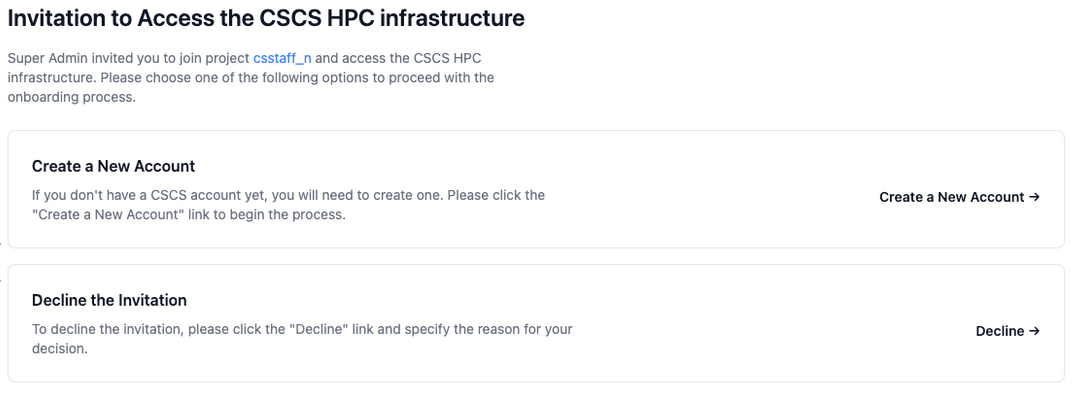 Invitation to Access the CSCS HPC infrastructure
Super Admin invited you to join project csstaff_n and access the CSCS HPC
infrastructure. Please choose one of the following options to proceed with the
onboarding process.
Create a New Account
If you don't have a CSCS account yet, you will need to create one. Please click the
"Create a New Account" link to begin the process.
Create a New Account →
Decline the Invitation
To decline the invitation, please click the "Decline" link and specify the reason for your
decision.
Decline →